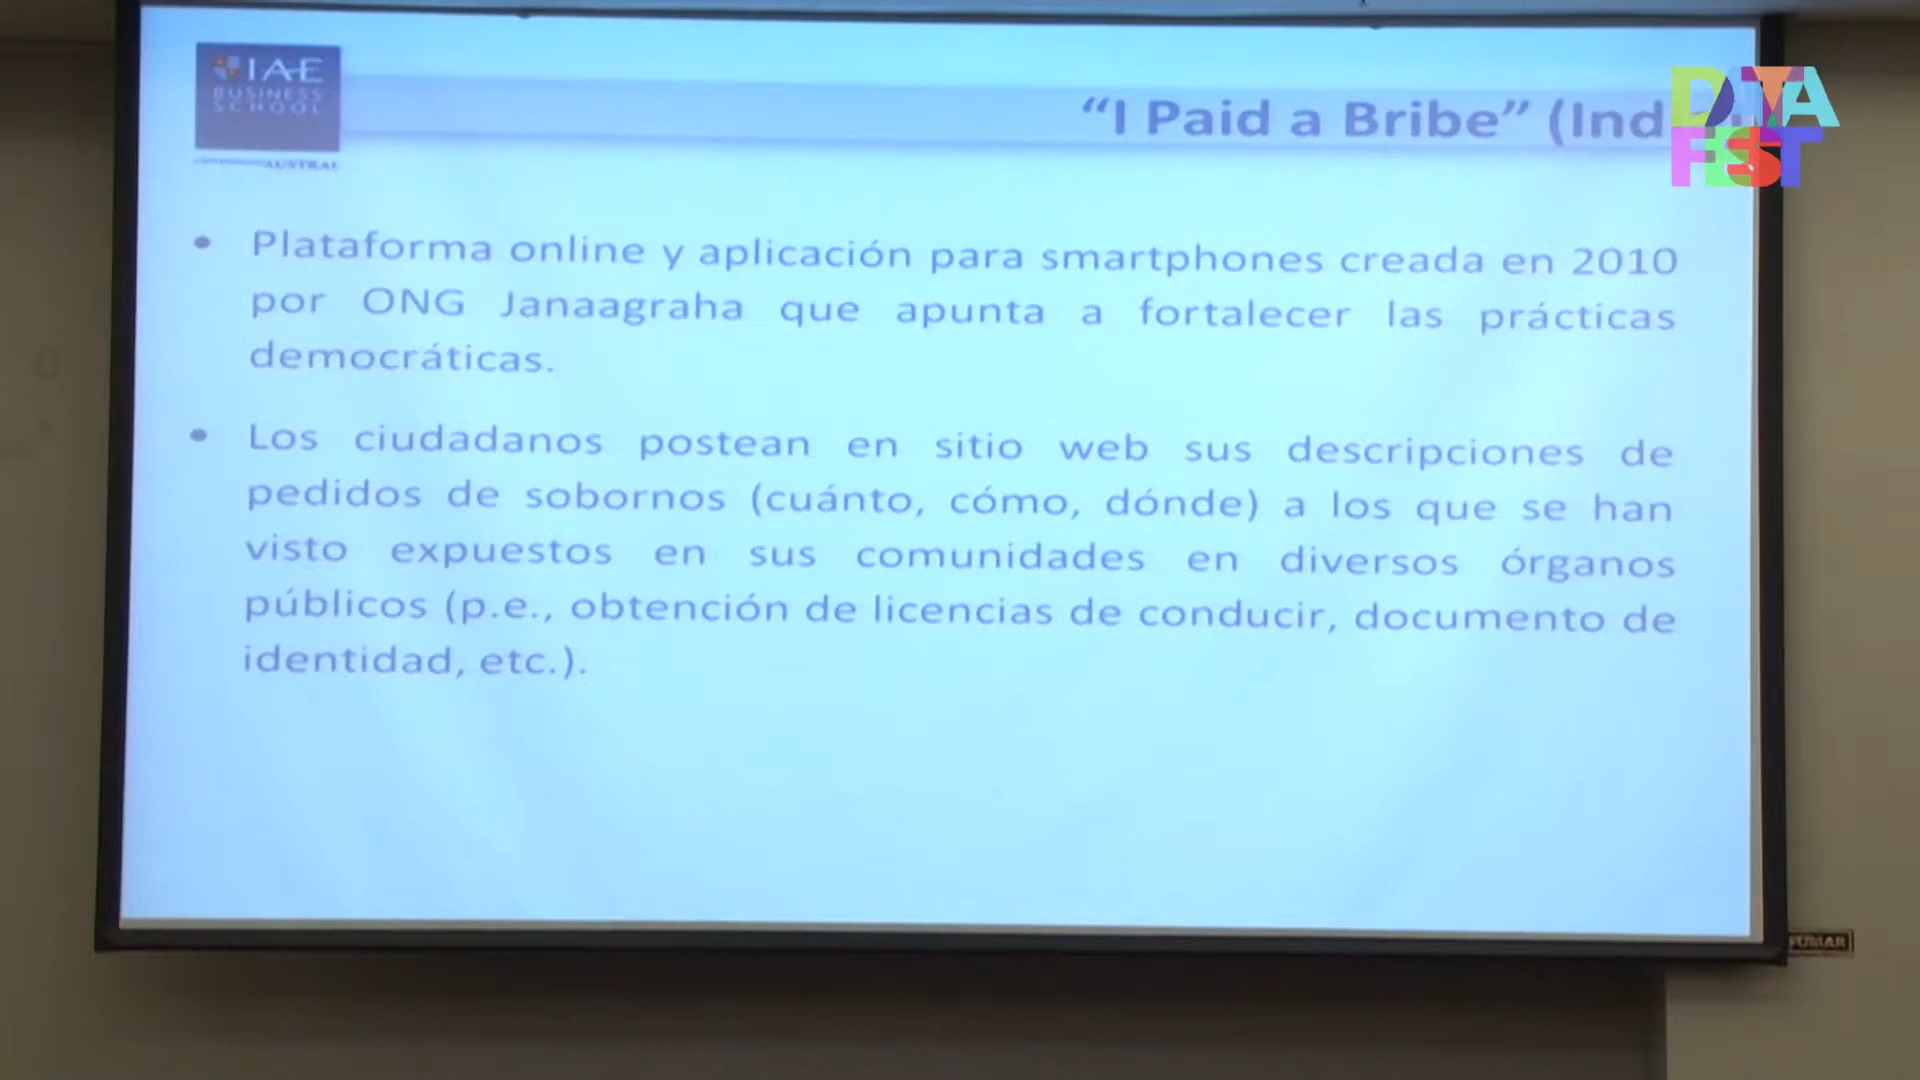 IAE
BUSINESS
SCHOOL
AUSTRAL
“I Paid a Bribe” (Ind
DATA
FEST
• Plataforma online y aplicación para smartphones creada en 2010
por ONG Janaagraha que apunta a fortalecer las prácticas
democráticas.
• Los ciudadanos postean en sitio web sus descripciones de
pedidos de sobornos (cuánto, cómo, dónde) a los que se han
visto expuestos en sus comunidades en diversos órganos
públicos (p.e., obtención de licencias de conducir, documento de
identidad, etc.).
FUMAR